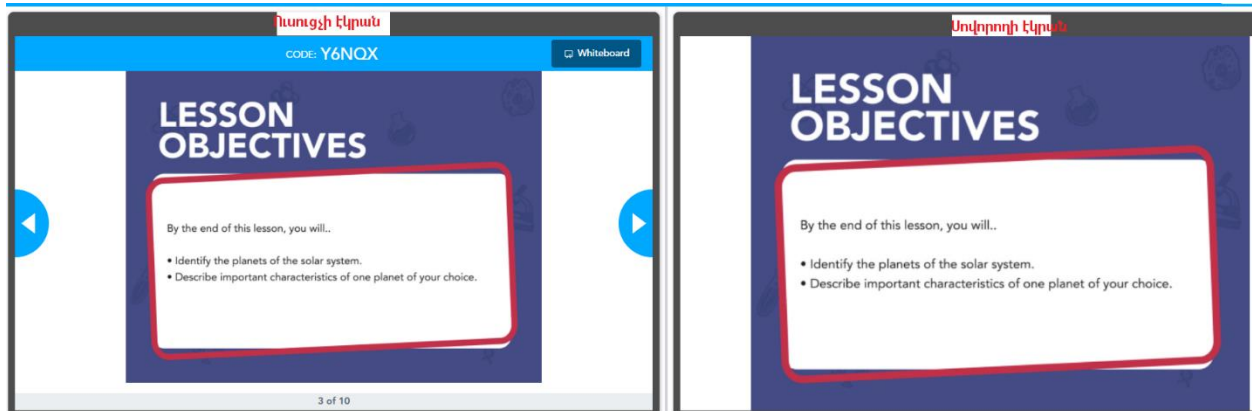 Ուսուցչի էկրան
CODE: Y6NQX
Whiteboard
LESSON
OBJECTIVES
By the end of this lesson, you will..
• Identify the planets of the solar system.
• Describe important characteristics of one planet of your choice.
3 of 10
Սովորողի էկրան
LESSON
OBJECTIVES
By the end of this lesson, you will..
• Identify the planets of the solar system.
• Describe important characteristics of one planet of your choice.